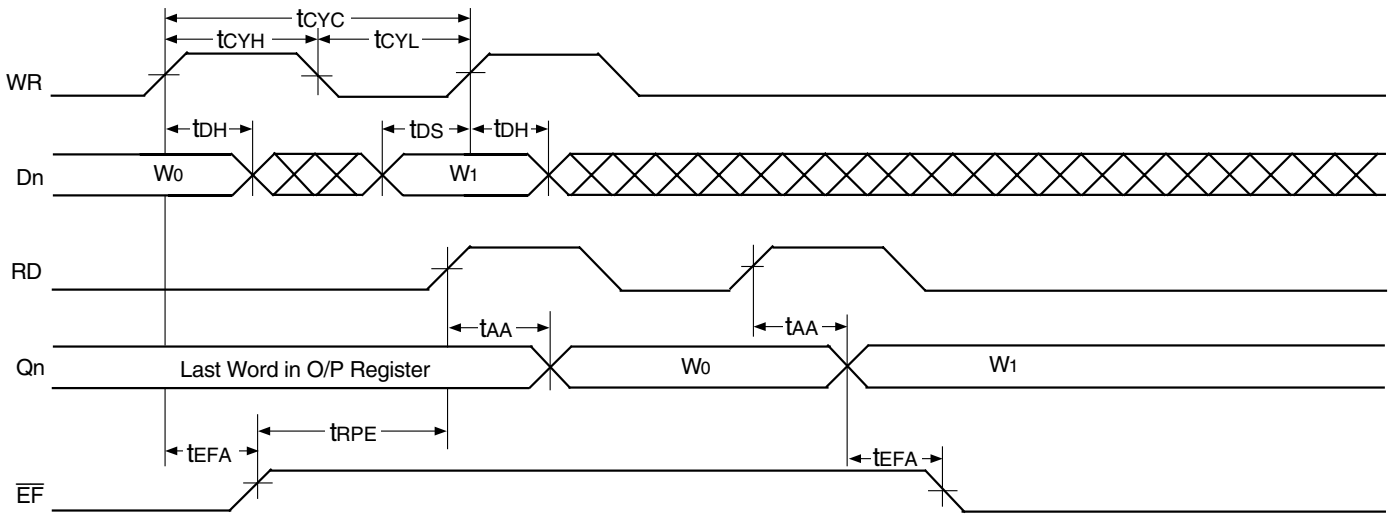 tCYC
tCYH tCYL
WR
tDH tDS tDH
Dn W0 W1
RD
tAA tAA
Qn Last Word in O/P Register W0 W1
tRPE
tEFA tEFA
E̅F̅